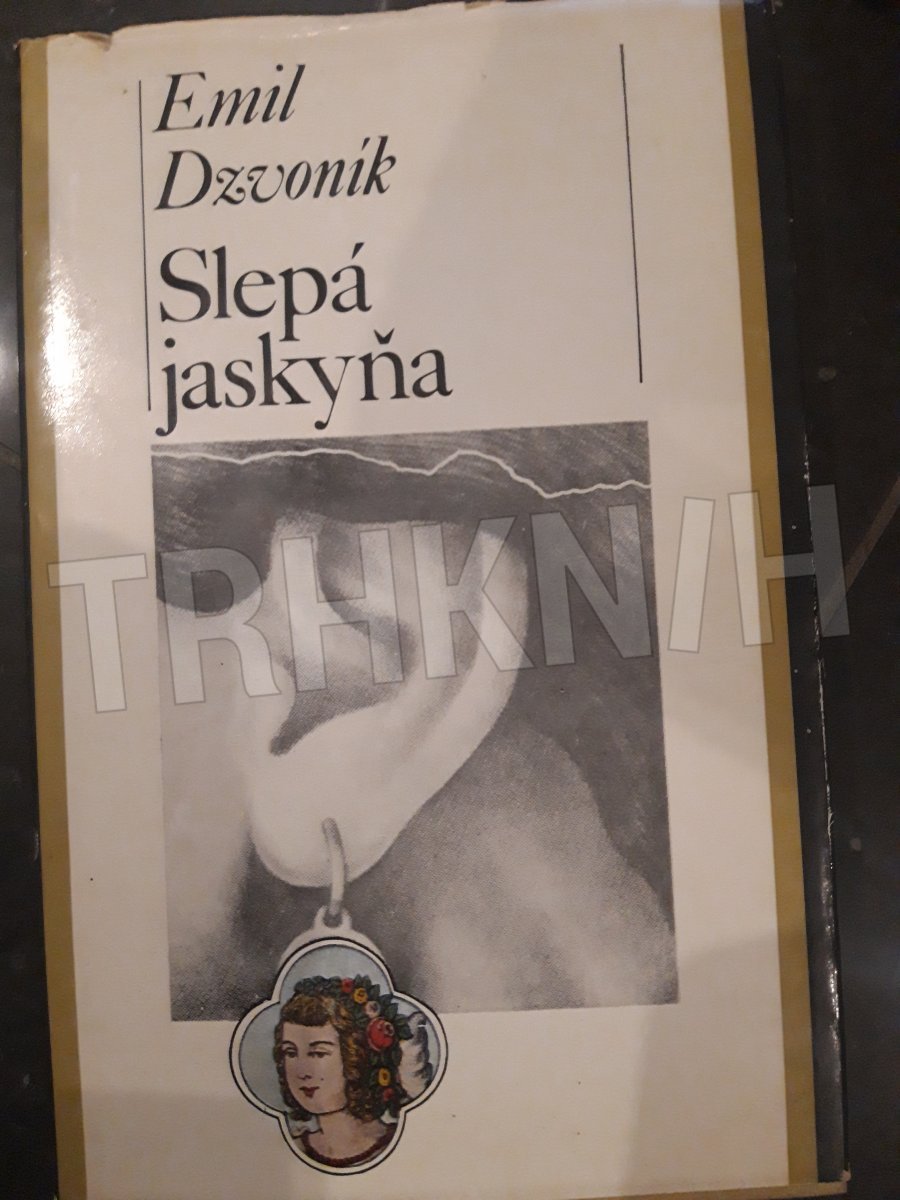 Emil
Dzvoník
Slepá
jaskyňa
TRHKNIH